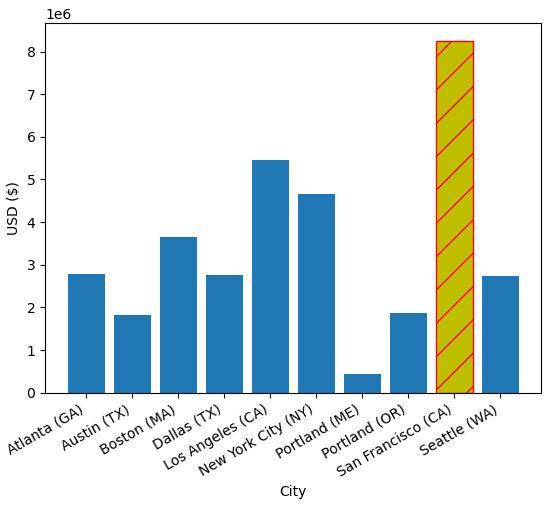 1e6
8
7
6
5
4
3
2
1
0
USD ($)
Atlanta (GA)
Austin (TX)
Boston (MA)
Dallas (TX)
Los Angeles (CA)
New York City (NY)
Portland (ME)
Portland (OR)
San Francisco (CA)
Seattle (WA)
City